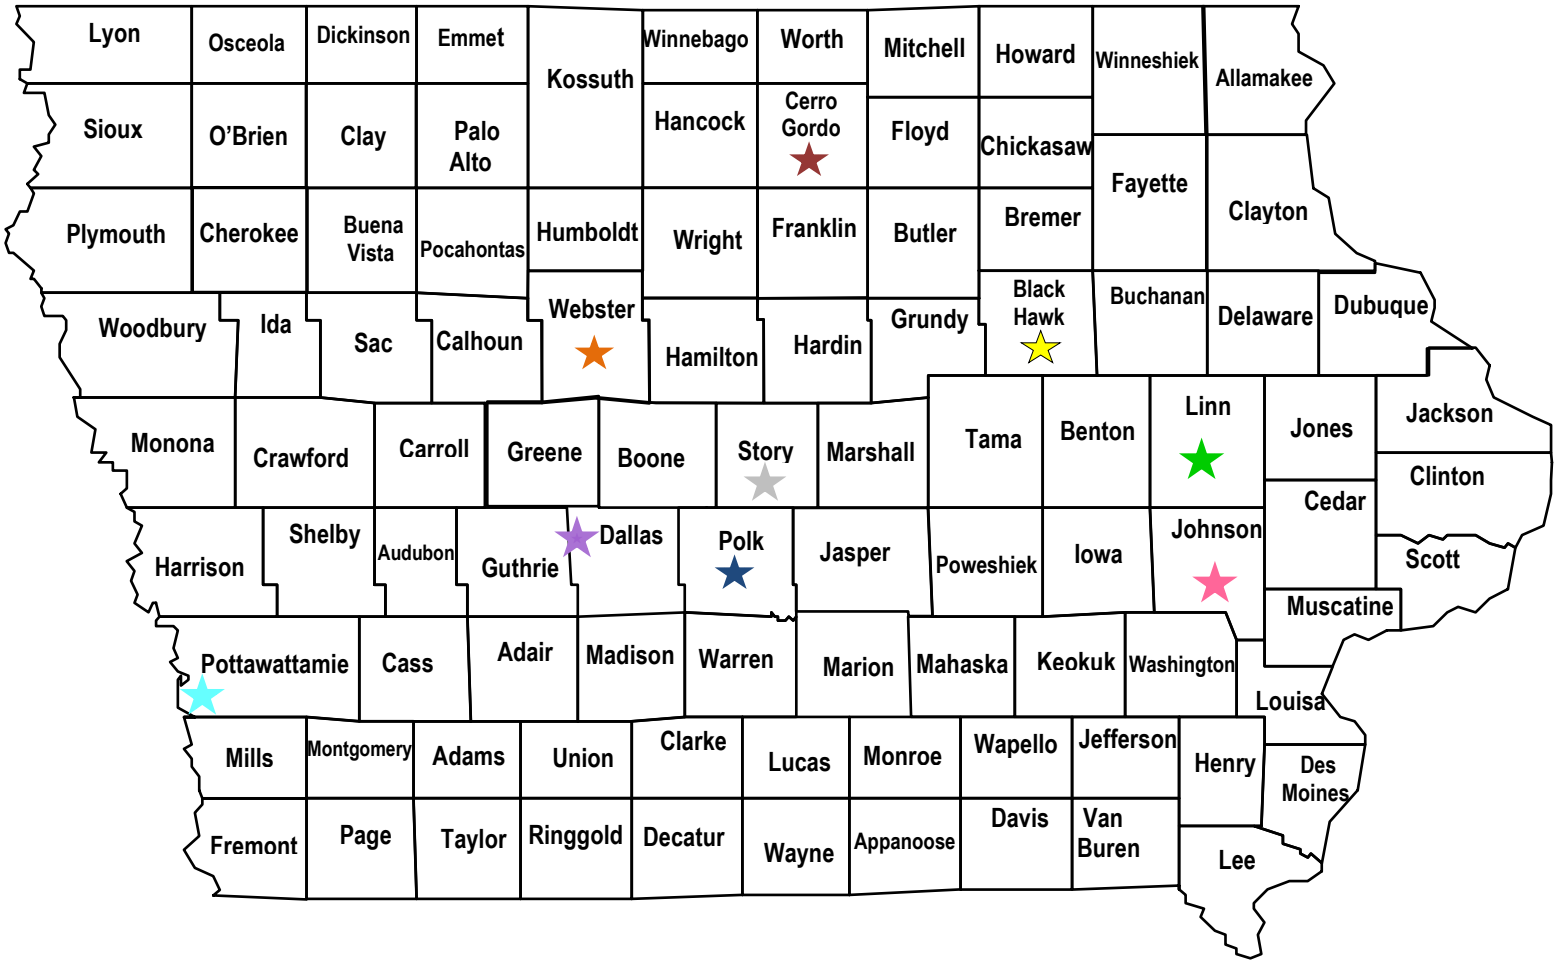 Lyon
Osceola
Dickinson
Emmet
Kossuth
Winnebago
Worth
Mitchell
Howard
Winneshiek
Allamakee
Sioux
O’Brien
Clay
Palo
Alto
Hancock
Cerro
Gordo
Floyd
Chickasaw
Fayette
Clayton
Plymouth
Cherokee
Buena
Vista
Pocahontas
Humboldt
Wright
Franklin
Butler
Bremer
Woodbury
Ida
Sac
Calhoun
Webster
Hamilton
Hardin
Grundy
Black
Hawk
Buchanan
Delaware
Dubuque
Monona
Crawford
Carroll
Greene
Boone
Story
Marshall
Tama
Benton
Linn
Jones
Jackson
Clinton
Cedar
Harrison
Shelby
Audubon
Guthrie
Dallas
Polk
Jasper
Poweshiek
Iowa
Johnson
Scott
Muscatine
Pottawattamie
Cass
Adair
Madison
Warren
Marion
Mahaska
Keokuk
Washington
Louisa
Mills
Montgomery
Adams
Union
Clarke
Lucas
Monroe
Wapello
Jefferson
Henry
Des
Moines
Fremont
Page
Taylor
Ringgold
Decatur
Wayne
Appanoose
Davis
Van
Buren
Lee